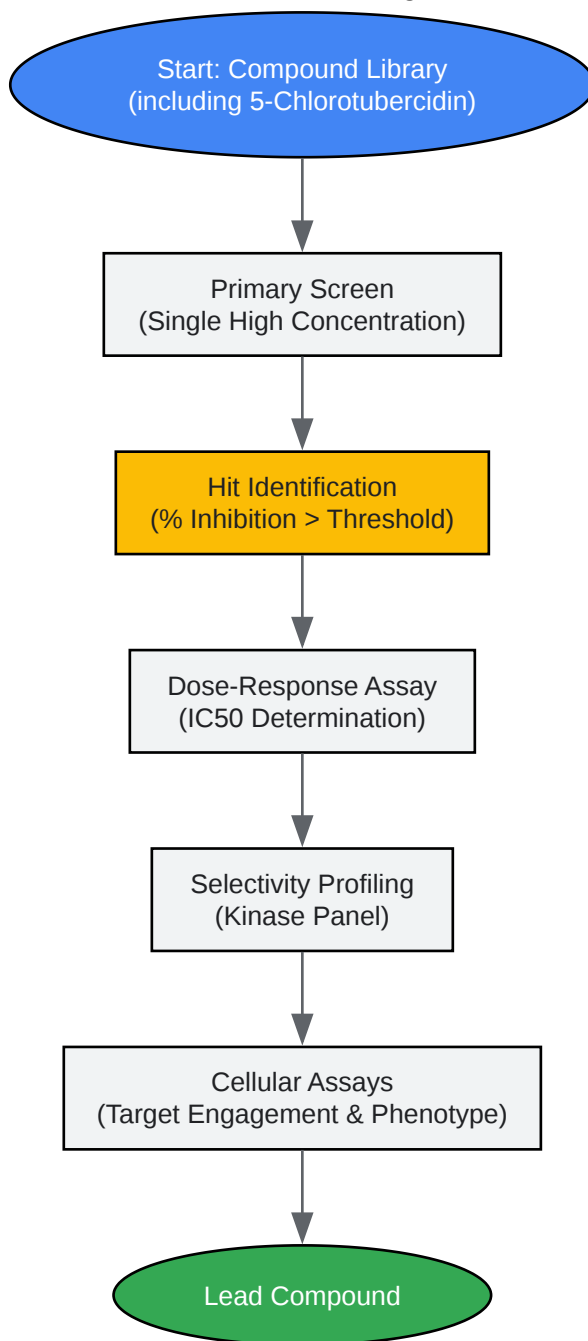 Start: Compound Library
(including 5-Chlorotubercidin)
Primary Screen
(Single High Concentration)
Hit Identification
(% Inhibition > Threshold)
Dose-Response Assay
(IC50 Determination)
Selectivity Profiling
(Kinase Panel)
Cellular Assays
(Target Engagement & Phenotype)
Lead Compound